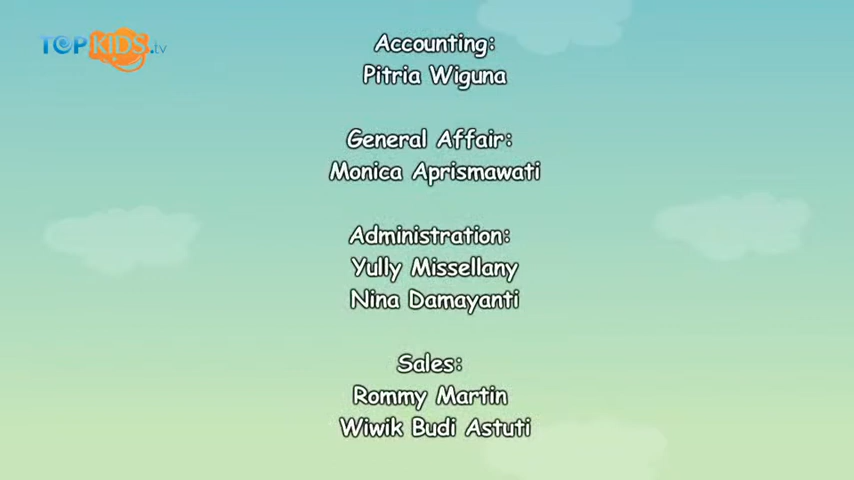 TOPKIDS.tv
Accounting:
Pitria Wiguna
General Affair:
Monica Aprismawati
Administration:
Yully Missellany
Nina Damayanti
Sales:
Rommy Martin
Wiwik Budi Astuti